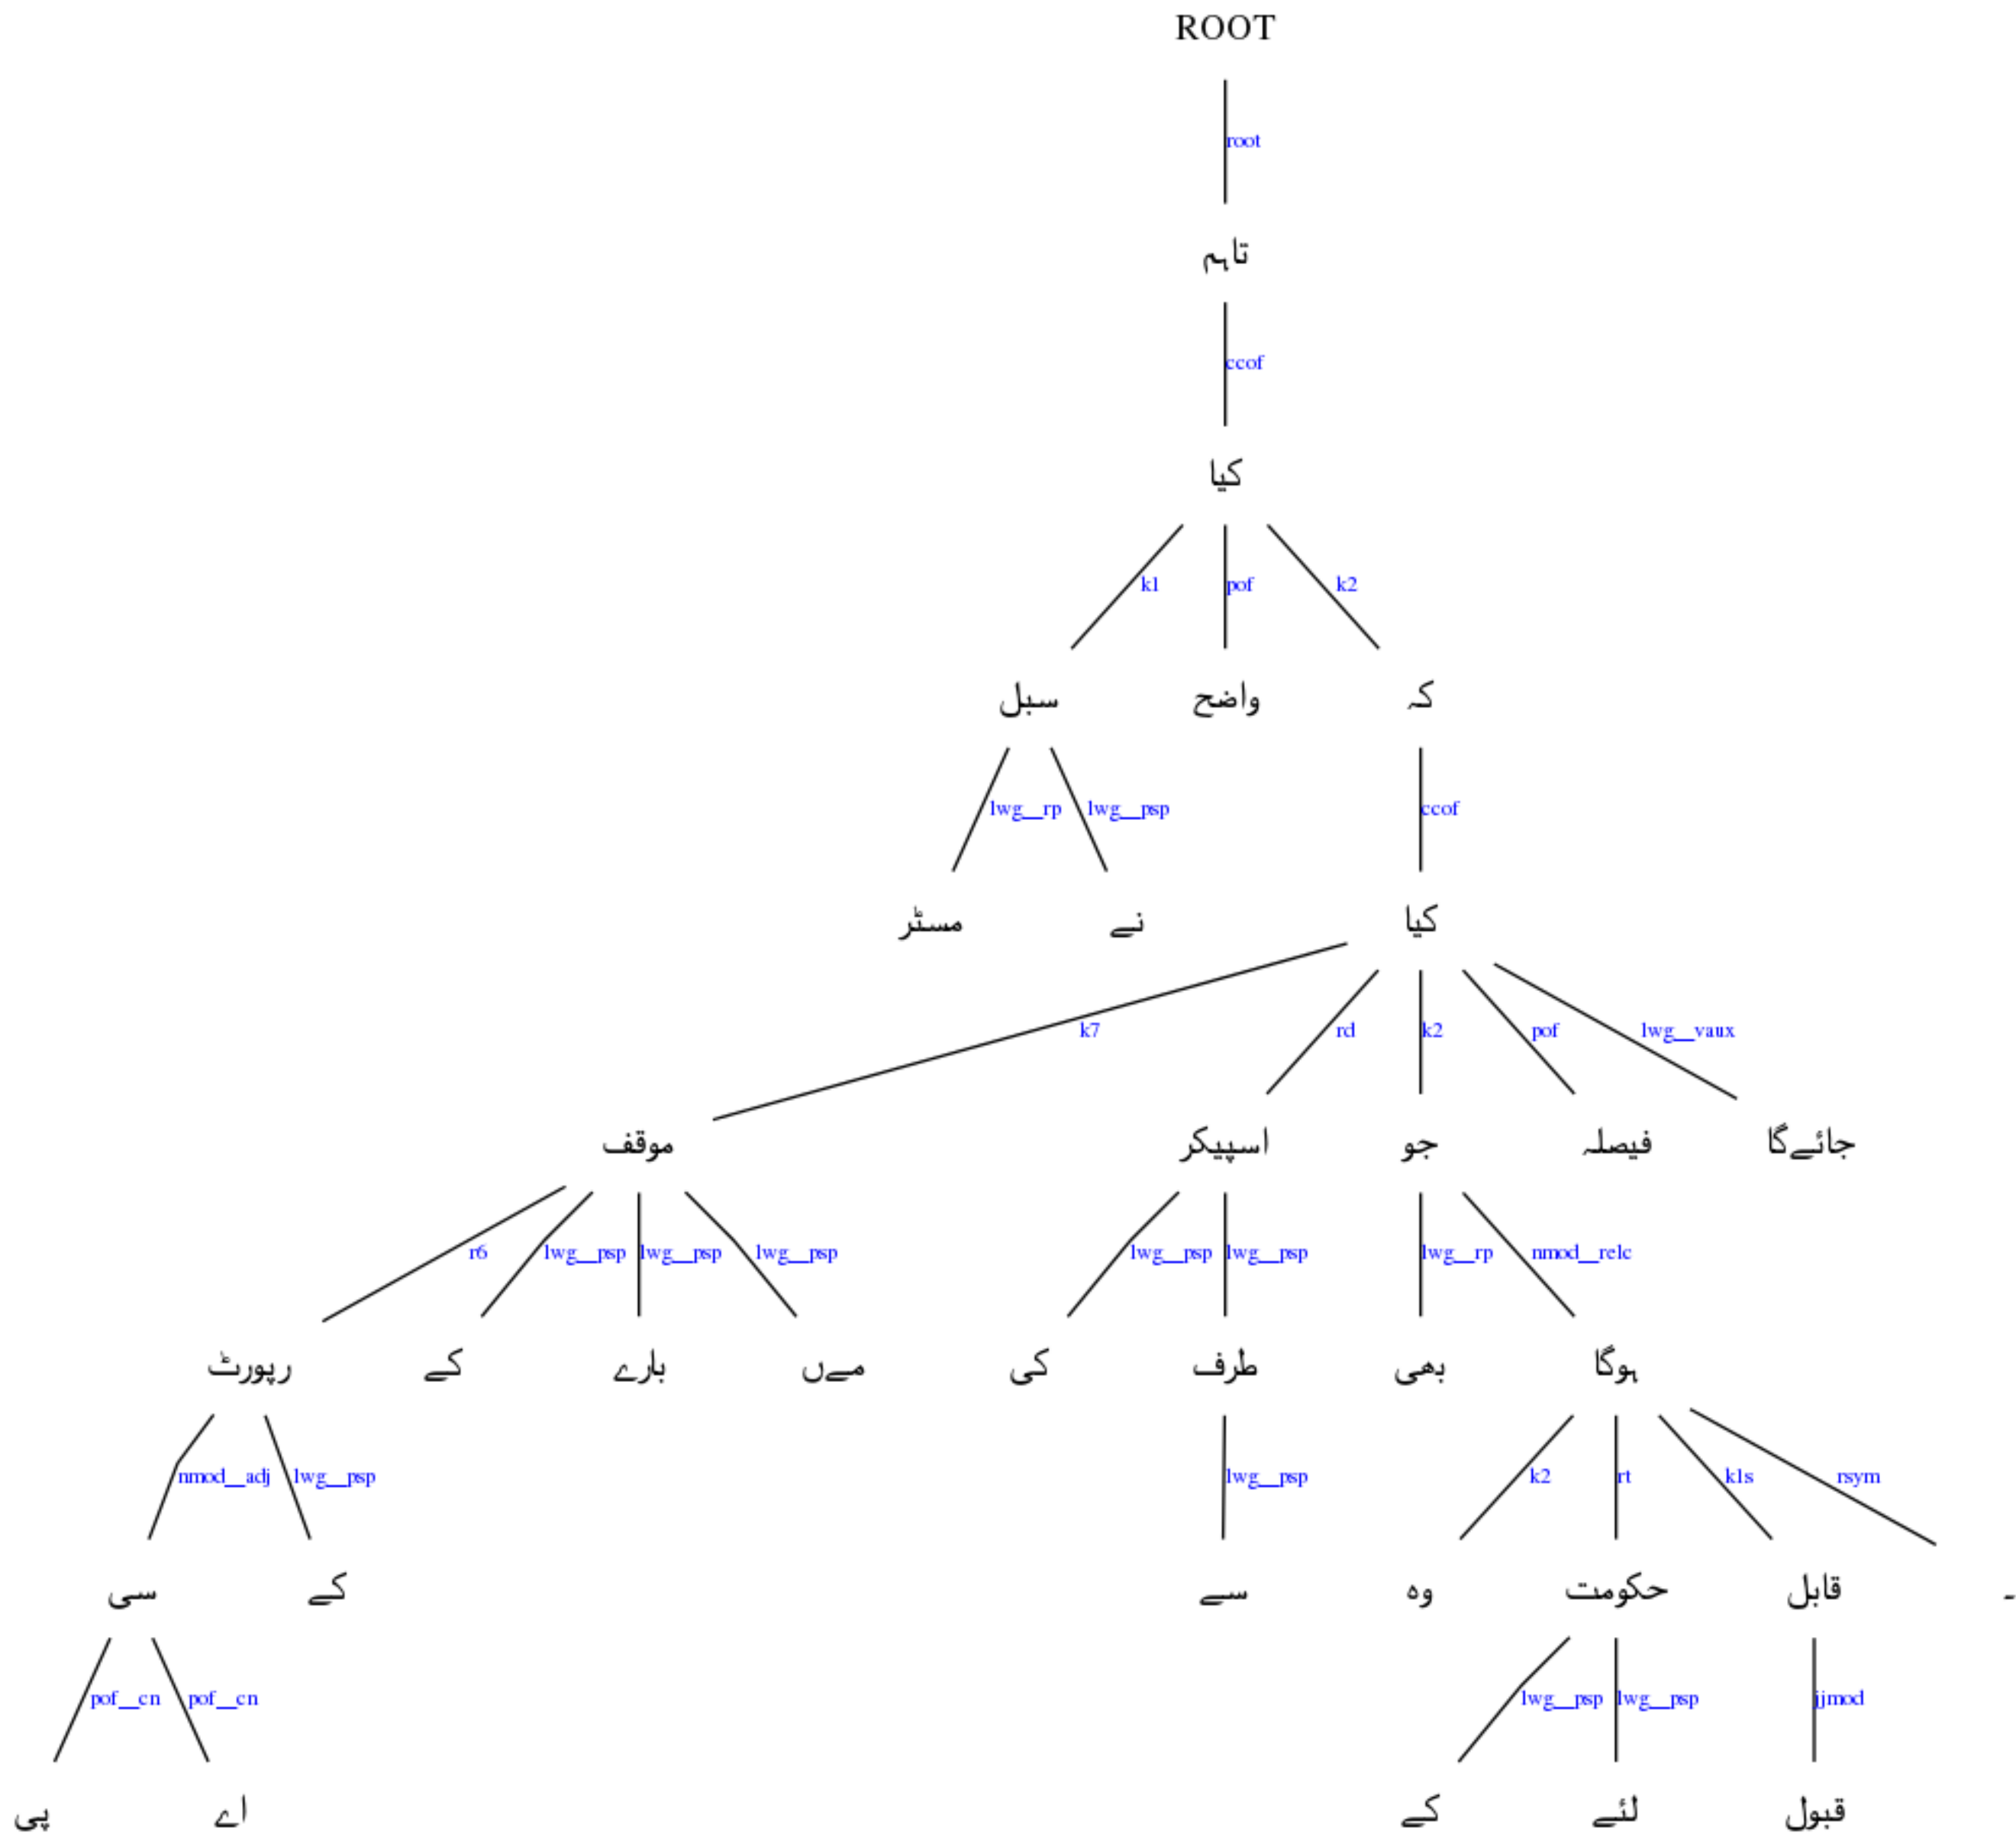 ROOT
root
تاہم
ccof
کیا
k1 pof k2
سبل واضح کہ
lwg__rp lwg__psp ccof
مسٹر نے کیا
k7 rd k2 pof lwg__vaux
موقف اسپیکر جو فیصلہ جائےگا
r6 lwg__psp lwg__psp lwg__psp lwg__psp lwg__psp lwg__rp nmod__relc
رپورٹ کے بارے مےں کی طرف بھی ہوگا
nmod__adj lwg__psp lwg__psp k2 rt k1s rsym
سی کے سے وہ حکومت قابل ۔
pof__cn pof__cn lwg__psp lwg__psp jjmod
پی اے کے لئے قبول